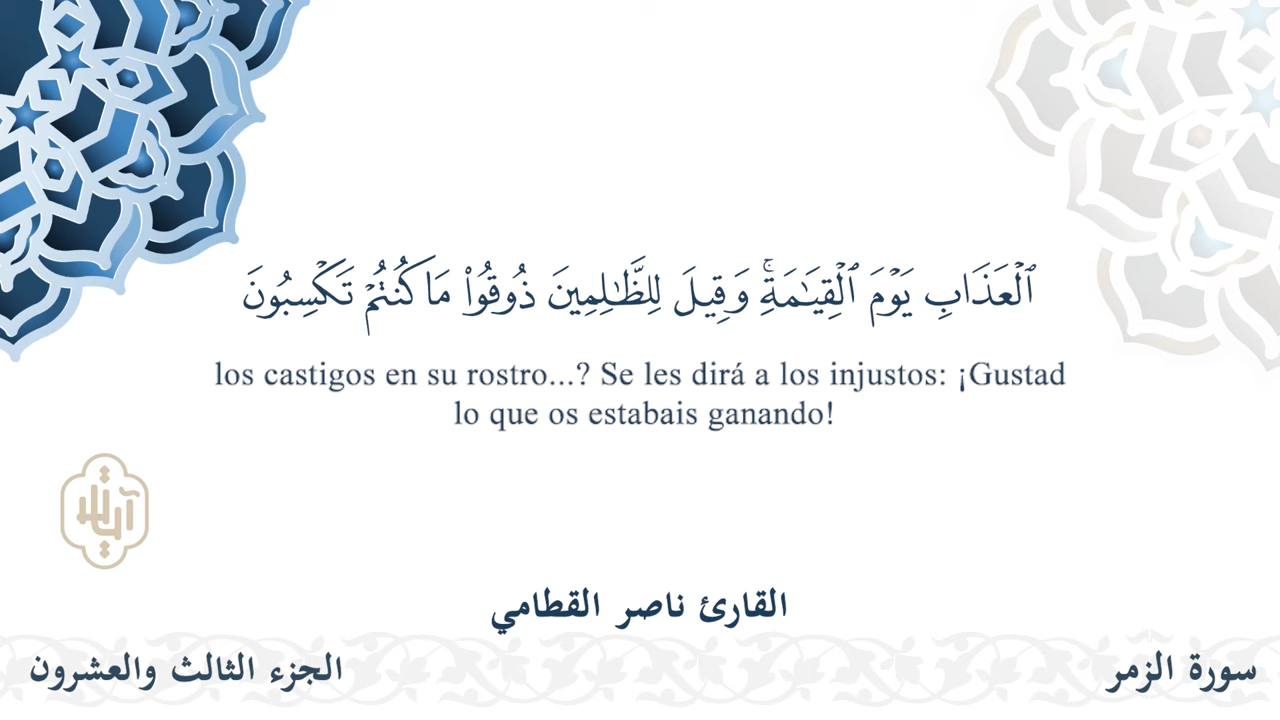 ٱلْعَذَابِ يَوْمَ ٱلْقِيَـٰمَةِ ۚ وَقِيلَ لِلظَّـٰلِمِينَ ذُوقُوا۟ مَا كُنتُمْ تَكْسِبُونَ
los castigos en su rostro...? Se les dirá a los injustos: ¡Gustad
lo que os estabais ganando!
القارئ ناصر القطامي
سورة الزمر
الجزء الثالث والعشرون